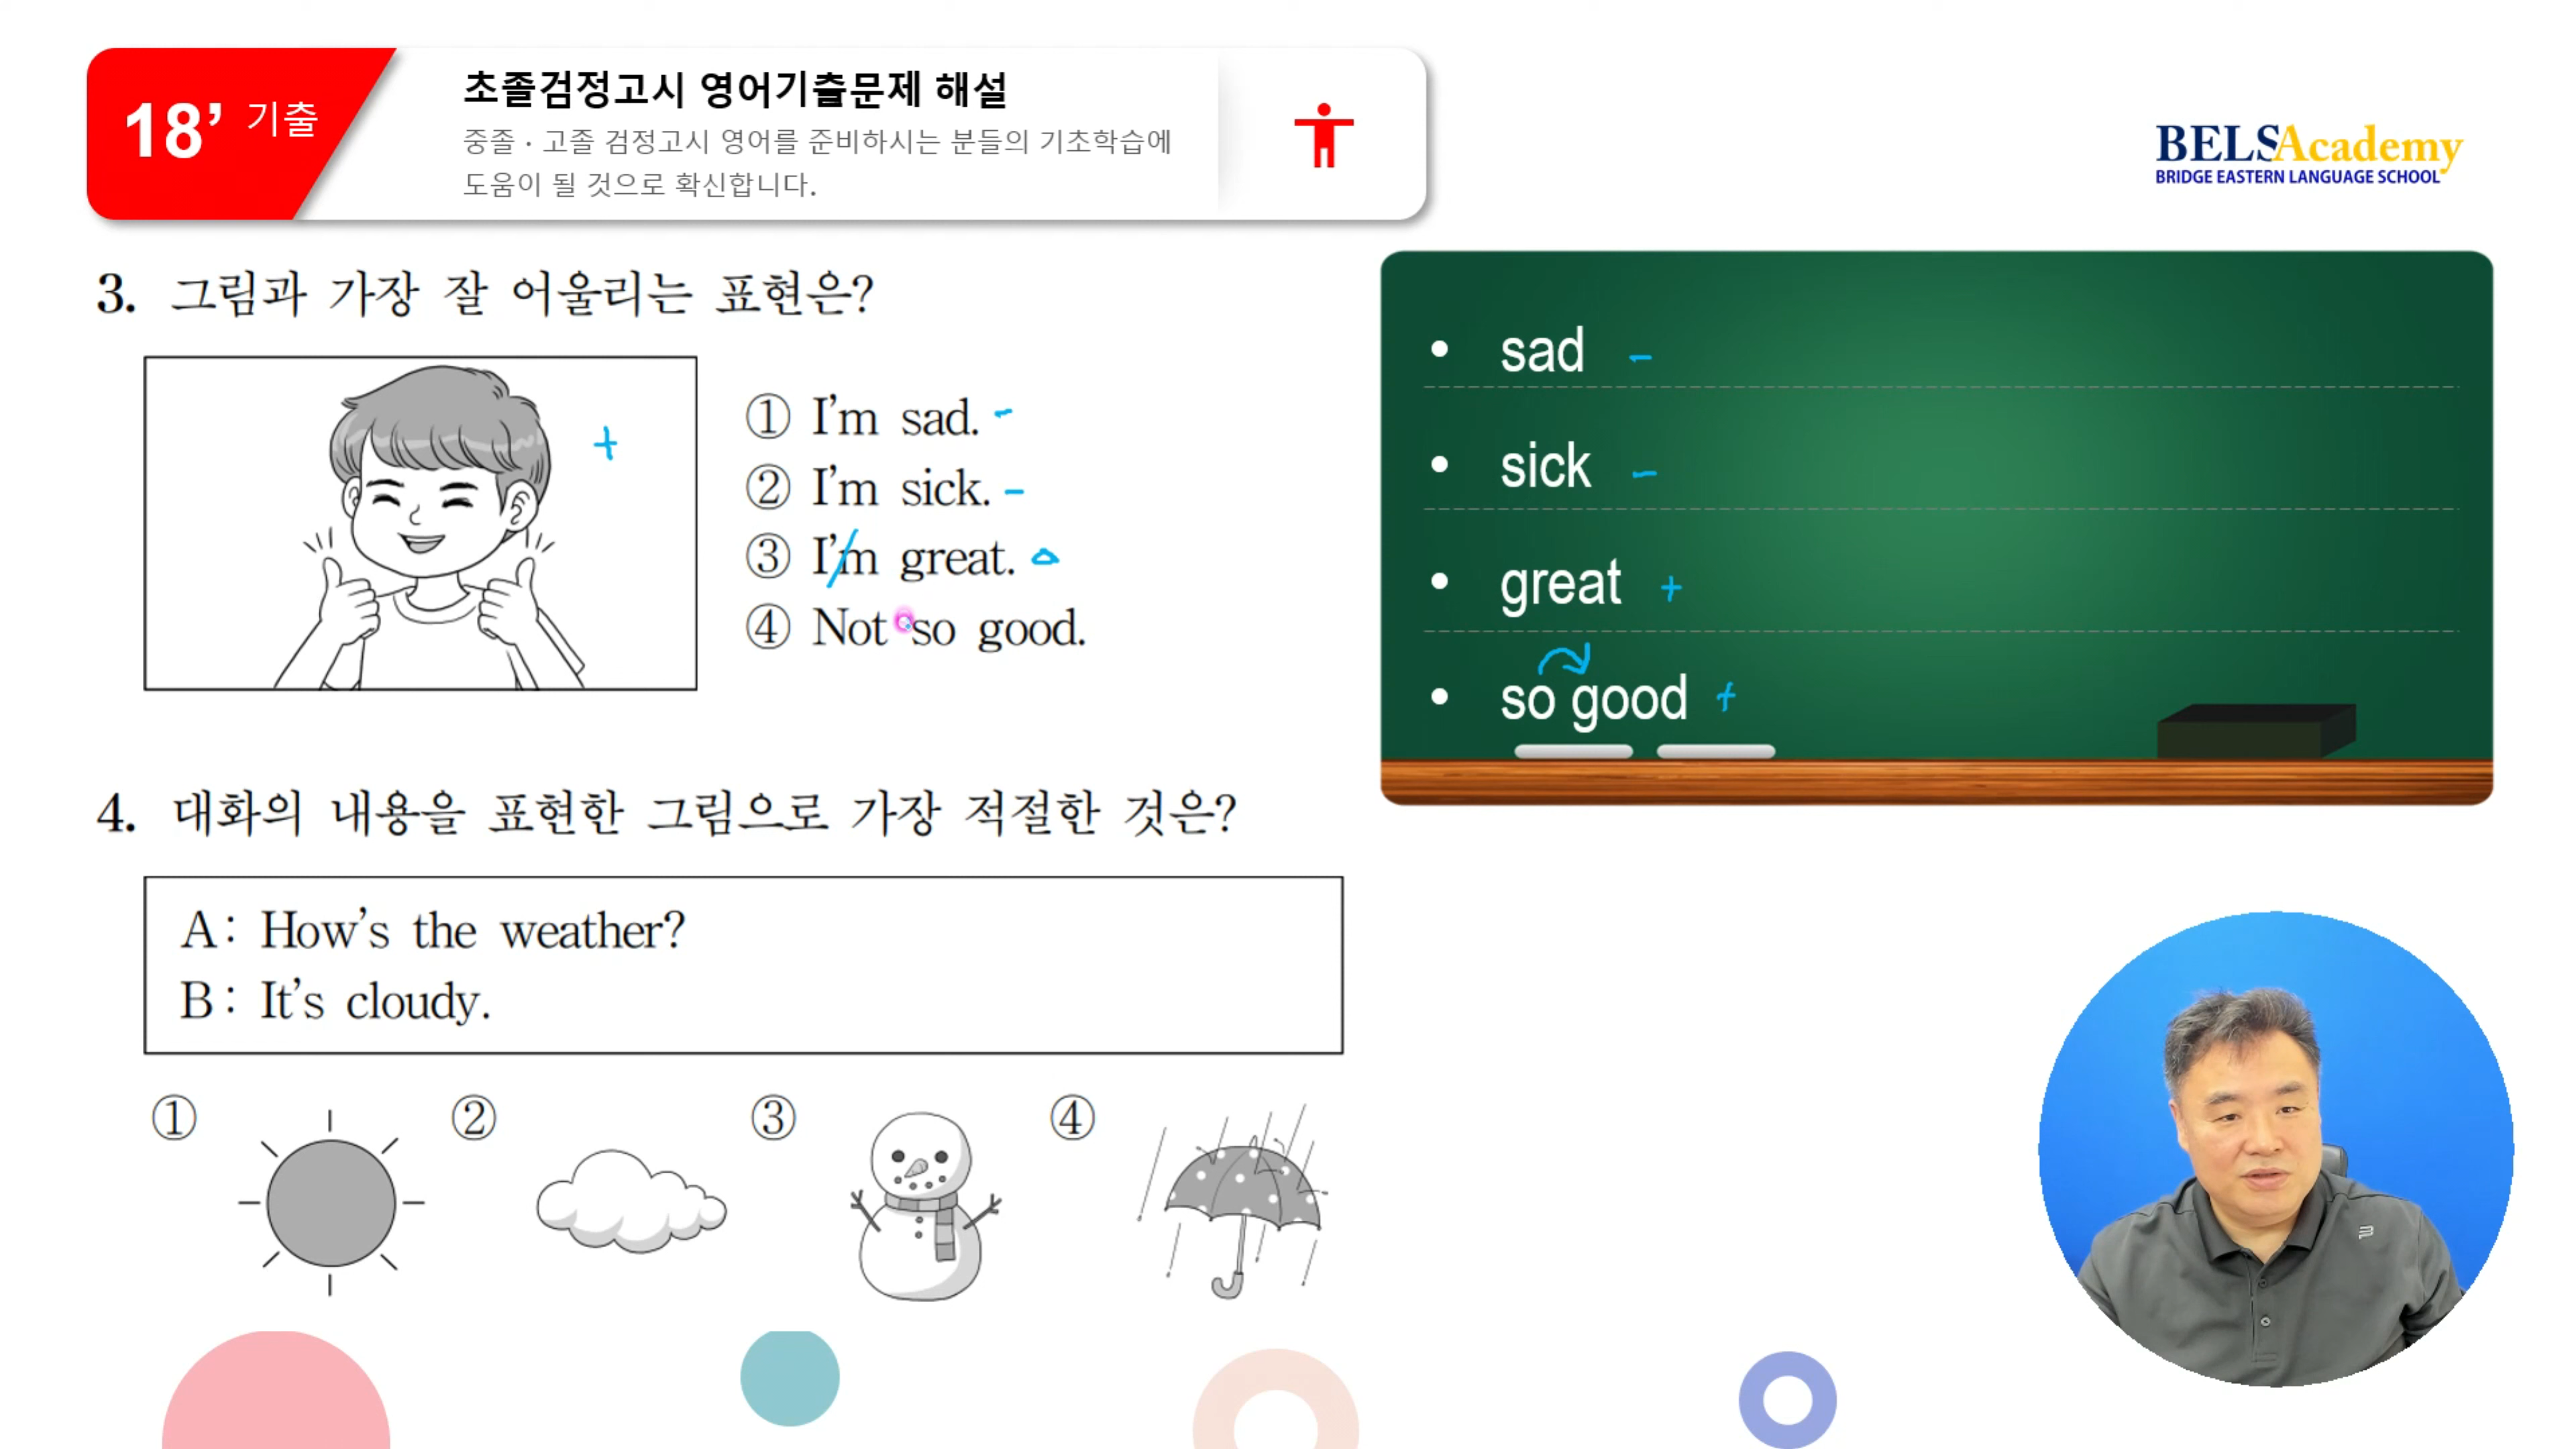 18’ 기출
초졸검정고시 영어기출문제 해설
중졸 · 고졸 검정고시 영어를 준비하시는 분들의 기초학습에
도움이 될 것으로 확신합니다.
BELSAcademy
BRIDGE EASTERN LANGUAGE SCHOOL
3. 그림과 가장 잘 어울리는 표현은?
+
① I’m sad. -
② I’m sick. -
③ I’m great.
④ Not so good.
• sad -
• sick -
• great +
• so good +
4. 대화의 내용을 표현한 그림으로 가장 적절한 것은?
A: How’s the weather?
B: It’s cloudy.
① ② ③ ④